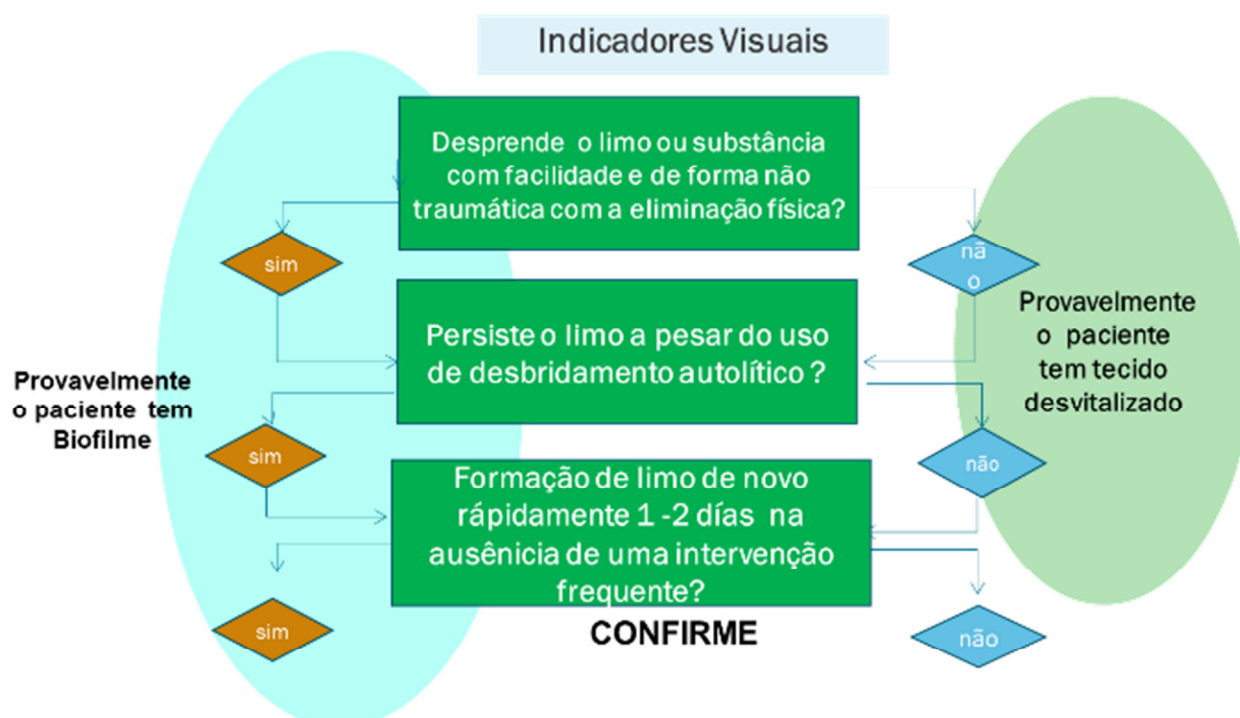 Indicadores Visuais
Desprende o limo ou substância
com facilidade e de forma não
traumática com a eliminação física?
sim
nã
o
Persiste o limo a pesar do uso
de desbridamento autolítico ?
Provavelmente
o paciente tem
Biofilme
Provavelmente
o paciente
tem tecido
desvitalizado
sim
não
Formação de limo de novo
rápidamente 1 -2 días na
ausênicia de uma intervenção
frequente?
CONFIRME
sim
não